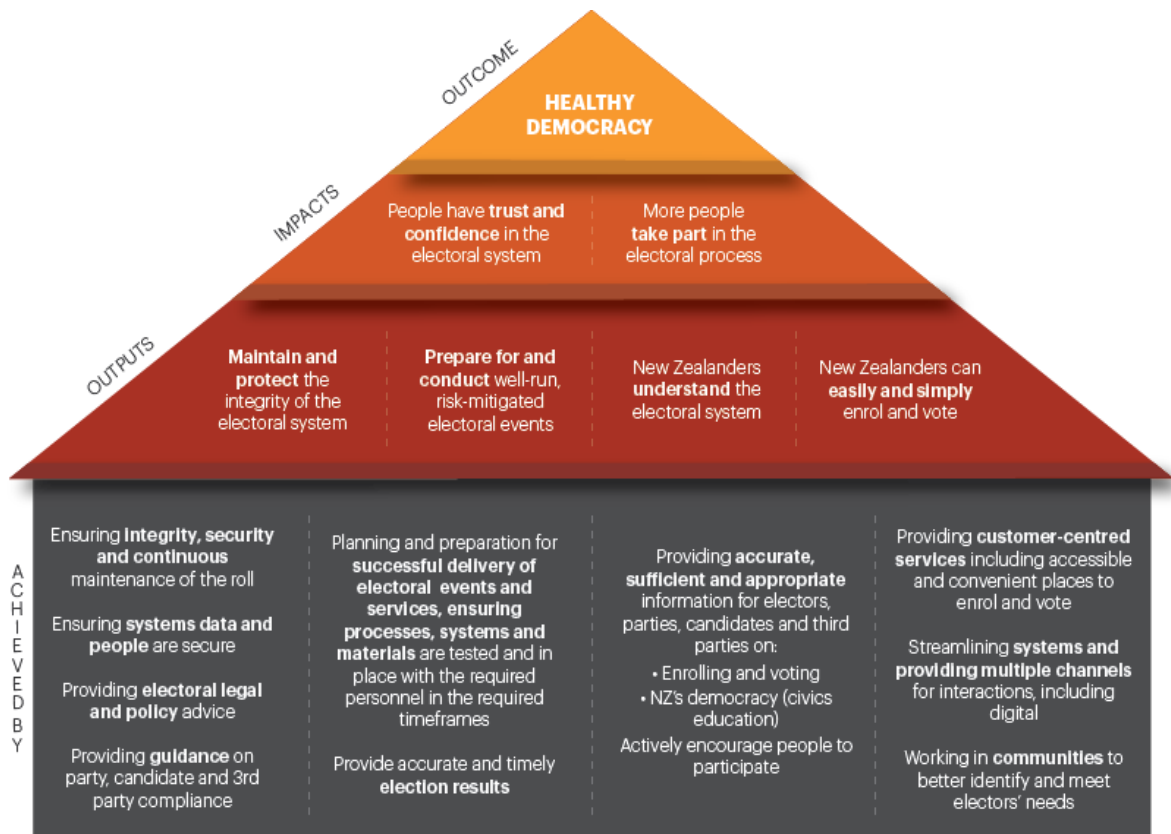 OUTCOME
HEALTHY
DEMOCRACY
IMPACTS
People have trust and
confidence in the
electoral system
More people
take part in the
electoral process
OUTPUTS
Maintain and
protect the
integrity of the
electoral system
Prepare for and
conduct well-run,
risk-mitigated
electoral events
New Zealanders
understand the
electoral system
New Zealanders can
easily and simply
enrol and vote
ACHIEVED BY
Ensuring integrity, security
and continuous
maintenance of the roll
Ensuring systems data and
people are secure
Providing electoral legal
and policy advice
Providing guidance on
party, candidate and 3rd
party compliance
Planning and preparation for
successful delivery of
electoral events and
services, ensuring
processes, systems and
materials are tested and in
place with the required
personnel in the required
timeframes
Provide accurate and timely
election results
Providing accurate,
sufficient and appropriate
information for electors,
parties, candidates and third
parties on:
• Enrolling and voting
• NZ's democracy (civics
education)
Actively encourage people to
participate
Providing customer-centred
services including accessible
and convenient places to
enrol and vote
Streamlining systems and
providing multiple channels
for interactions, including
digital
Working in communities to
better identify and meet
electors' needs